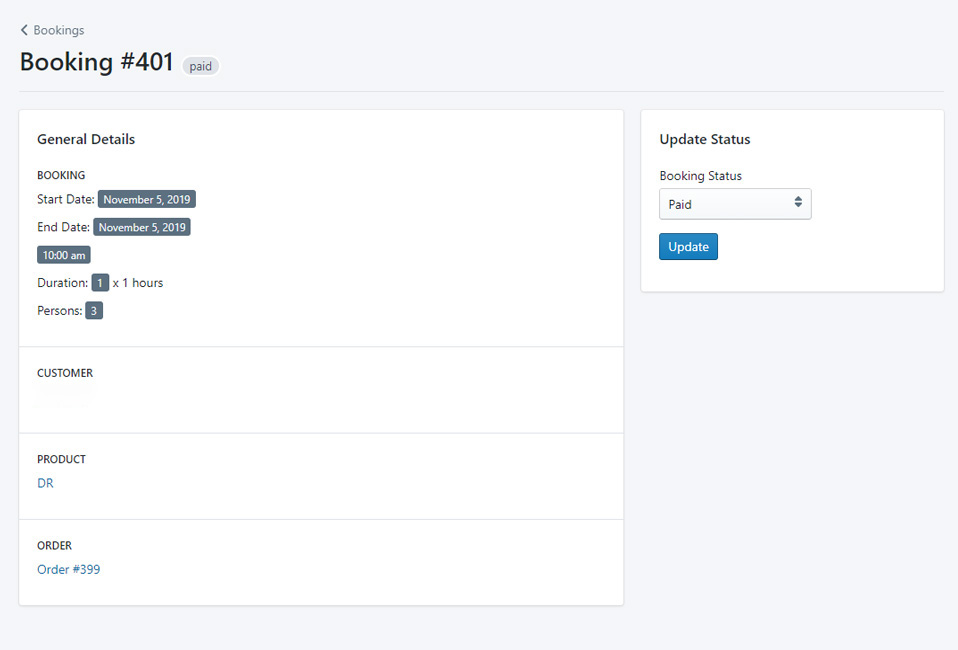 Bookings
Booking #401 paid
General Details
BOOKING
Start Date: November 5, 2019
End Date: November 5, 2019
10:00 am
Duration: 1 x 1 hours
Persons: 3
CUSTOMER
PRODUCT
DR
ORDER
Order #399
Update Status
Booking Status
Paid
Update